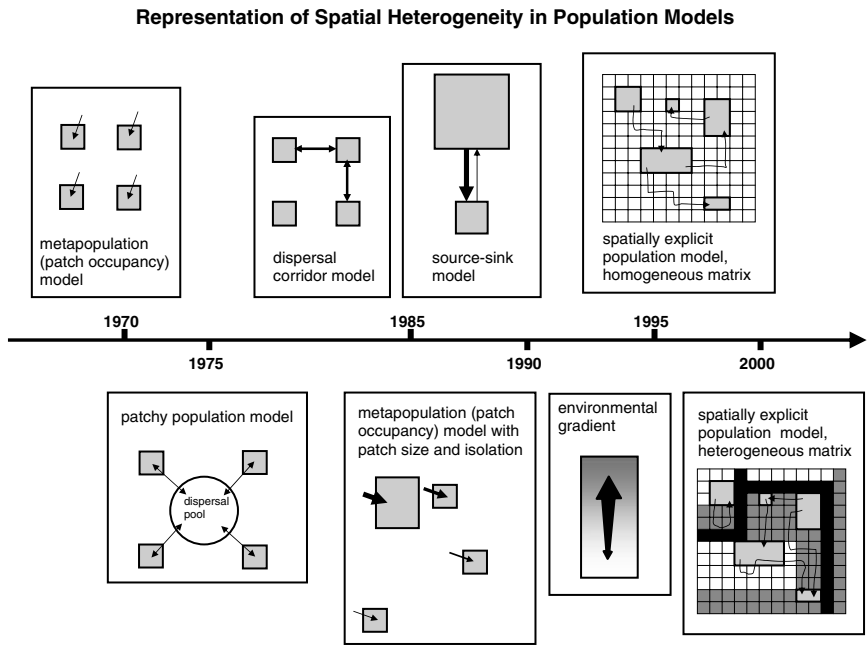 Representation of Spatial Heterogeneity in Population Models
metapopulation
(patch occupancy)
model
dispersal
corridor model
source-sink
model
spatially explicit
population model,
homogeneous matrix
1970
1985
1995
1975
1990
2000
patchy population model
dispersal
pool
metapopulation (patch
occupancy) model with
patch size and isolation
environmental
gradient
spatially explicit
population model,
heterogeneous matrix